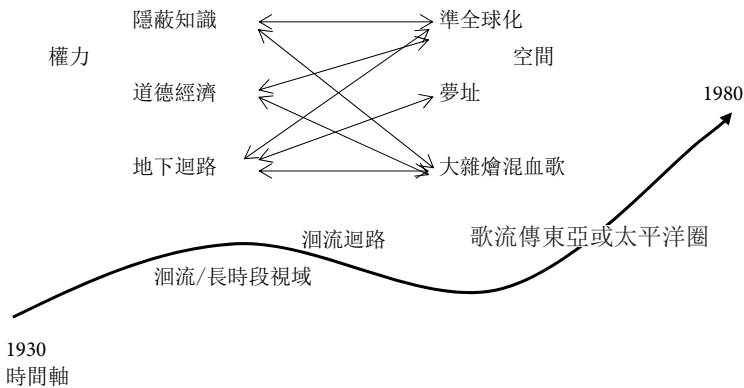 隱蔽知識
準全球化
權力
空間
道德經濟
夢址
1980
地下迴路
大雜燴混血歌
洄流迴路
歌流傳東亞或太平洋圈
洄流/長時段視域
1930
時間軸